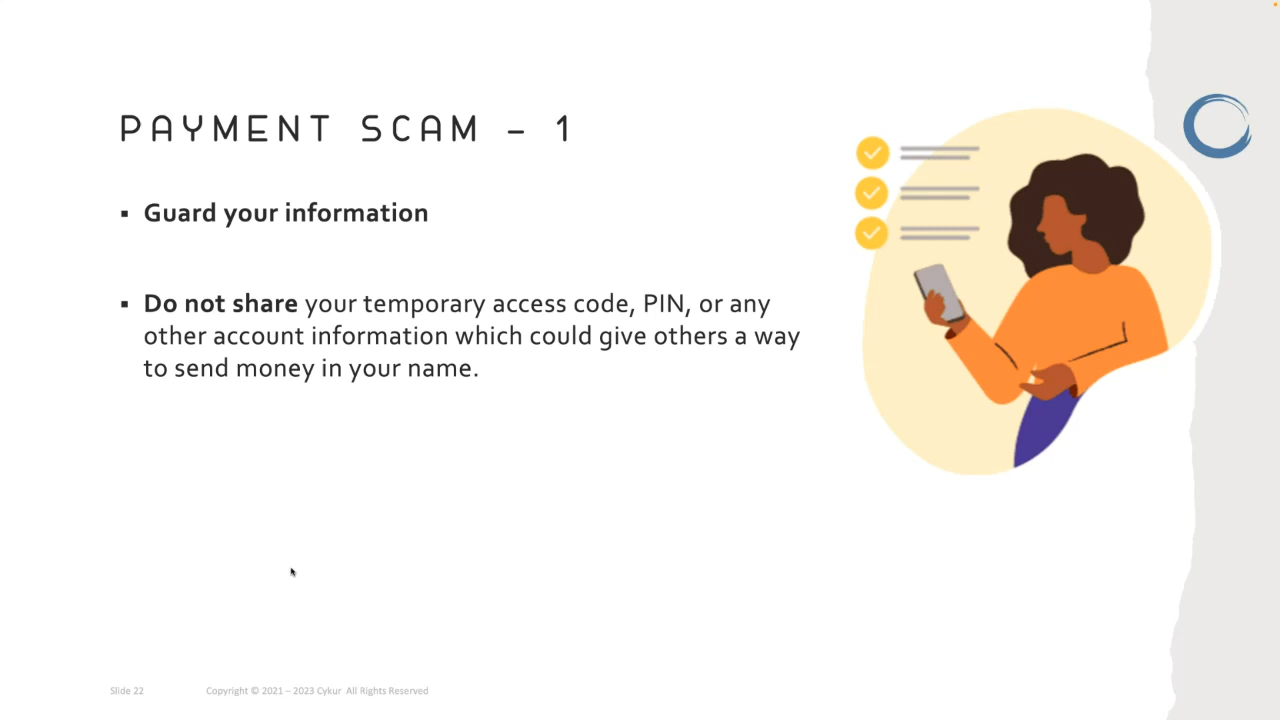 PAYMENT SCAM – 1
▪ Guard your information
▪ Do not share your temporary access code, PIN, or any
other account information which could give others a way
to send money in your name.
Slide 22
Copyright © 2021 – 2023 Cykur All Rights Reserved